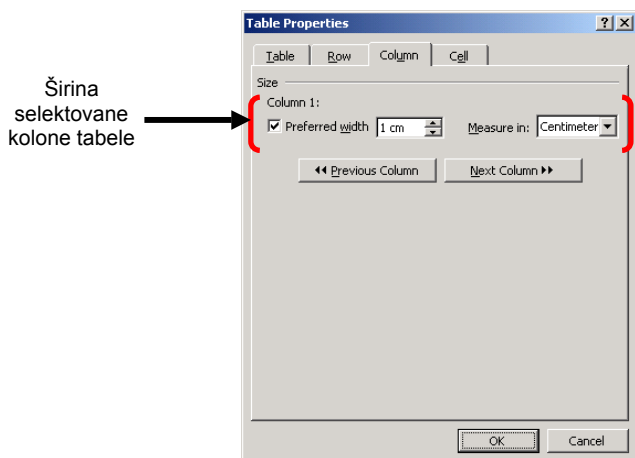 Table Properties
Table Row Column Cell
Size
Column 1:
Preferred width 1 cm Measure in: Centimeter
Previous Column Next Column
OK Cancel
Širina
selektovane
kolone tabele